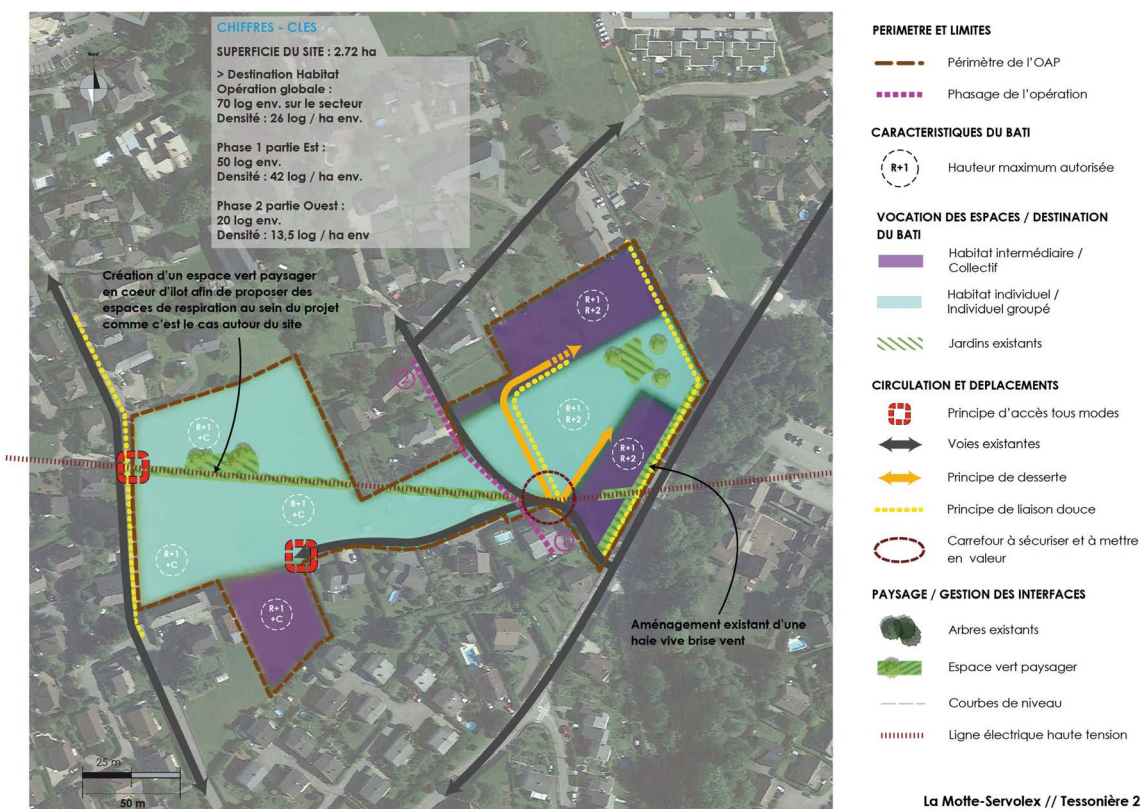 CHIFFRES - CLES
SUPERFICIE DU SITE : 2.72 ha
> Destination Habitat
Opération globale :
70 log env. sur le secteur
Densité : 26 log / ha env.
Phase 1 partie Est :
50 log env.
Densité : 42 log / ha env.
Phase 2 partie Ouest :
20 log env.
Densité : 13,5 log / ha env
Nord
Création d'un espace vert paysager
en coeur d'ilot afin de proposer des
espaces de respiration au sein du projet
comme c'est le cas autour du site
R+1
R+2
2
R+1
R+2
R+1
+C
R+1
R+2
R+1
+C
1
R+1
+C
R+1
+C
Aménagement existant d'une
haie vive brise vent
25 m
50 m
PERIMETRE ET LIMITES
Périmètre de l'OAP
Phasage de l'opération
CARACTERISTIQUES DU BATI
R+1
Hauteur maximum autorisée
VOCATION DES ESPACES / DESTINATION
DU BATI
Habitat intermédiaire /
Collectif
Habitat individuel /
Individuel groupé
Jardins existants
CIRCULATION ET DEPLACEMENTS
Principe d'accès tous modes
Voies existantes
Principe de desserte
Principe de liaison douce
Carrefour à sécuriser et à mettre
en valeur
PAYSAGE / GESTION DES INTERFACES
Arbres existants
Espace vert paysager
Courbes de niveau
Ligne électrique haute tension
La Motte-Servolex // Tessonière 2